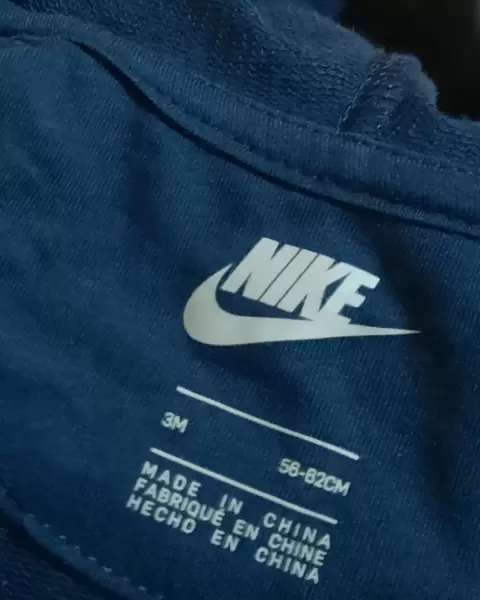 NIKE
3M 56-62CM
MADE IN CHINA
FABRIQUÉ EN CHINE
HECHO EN CHINA